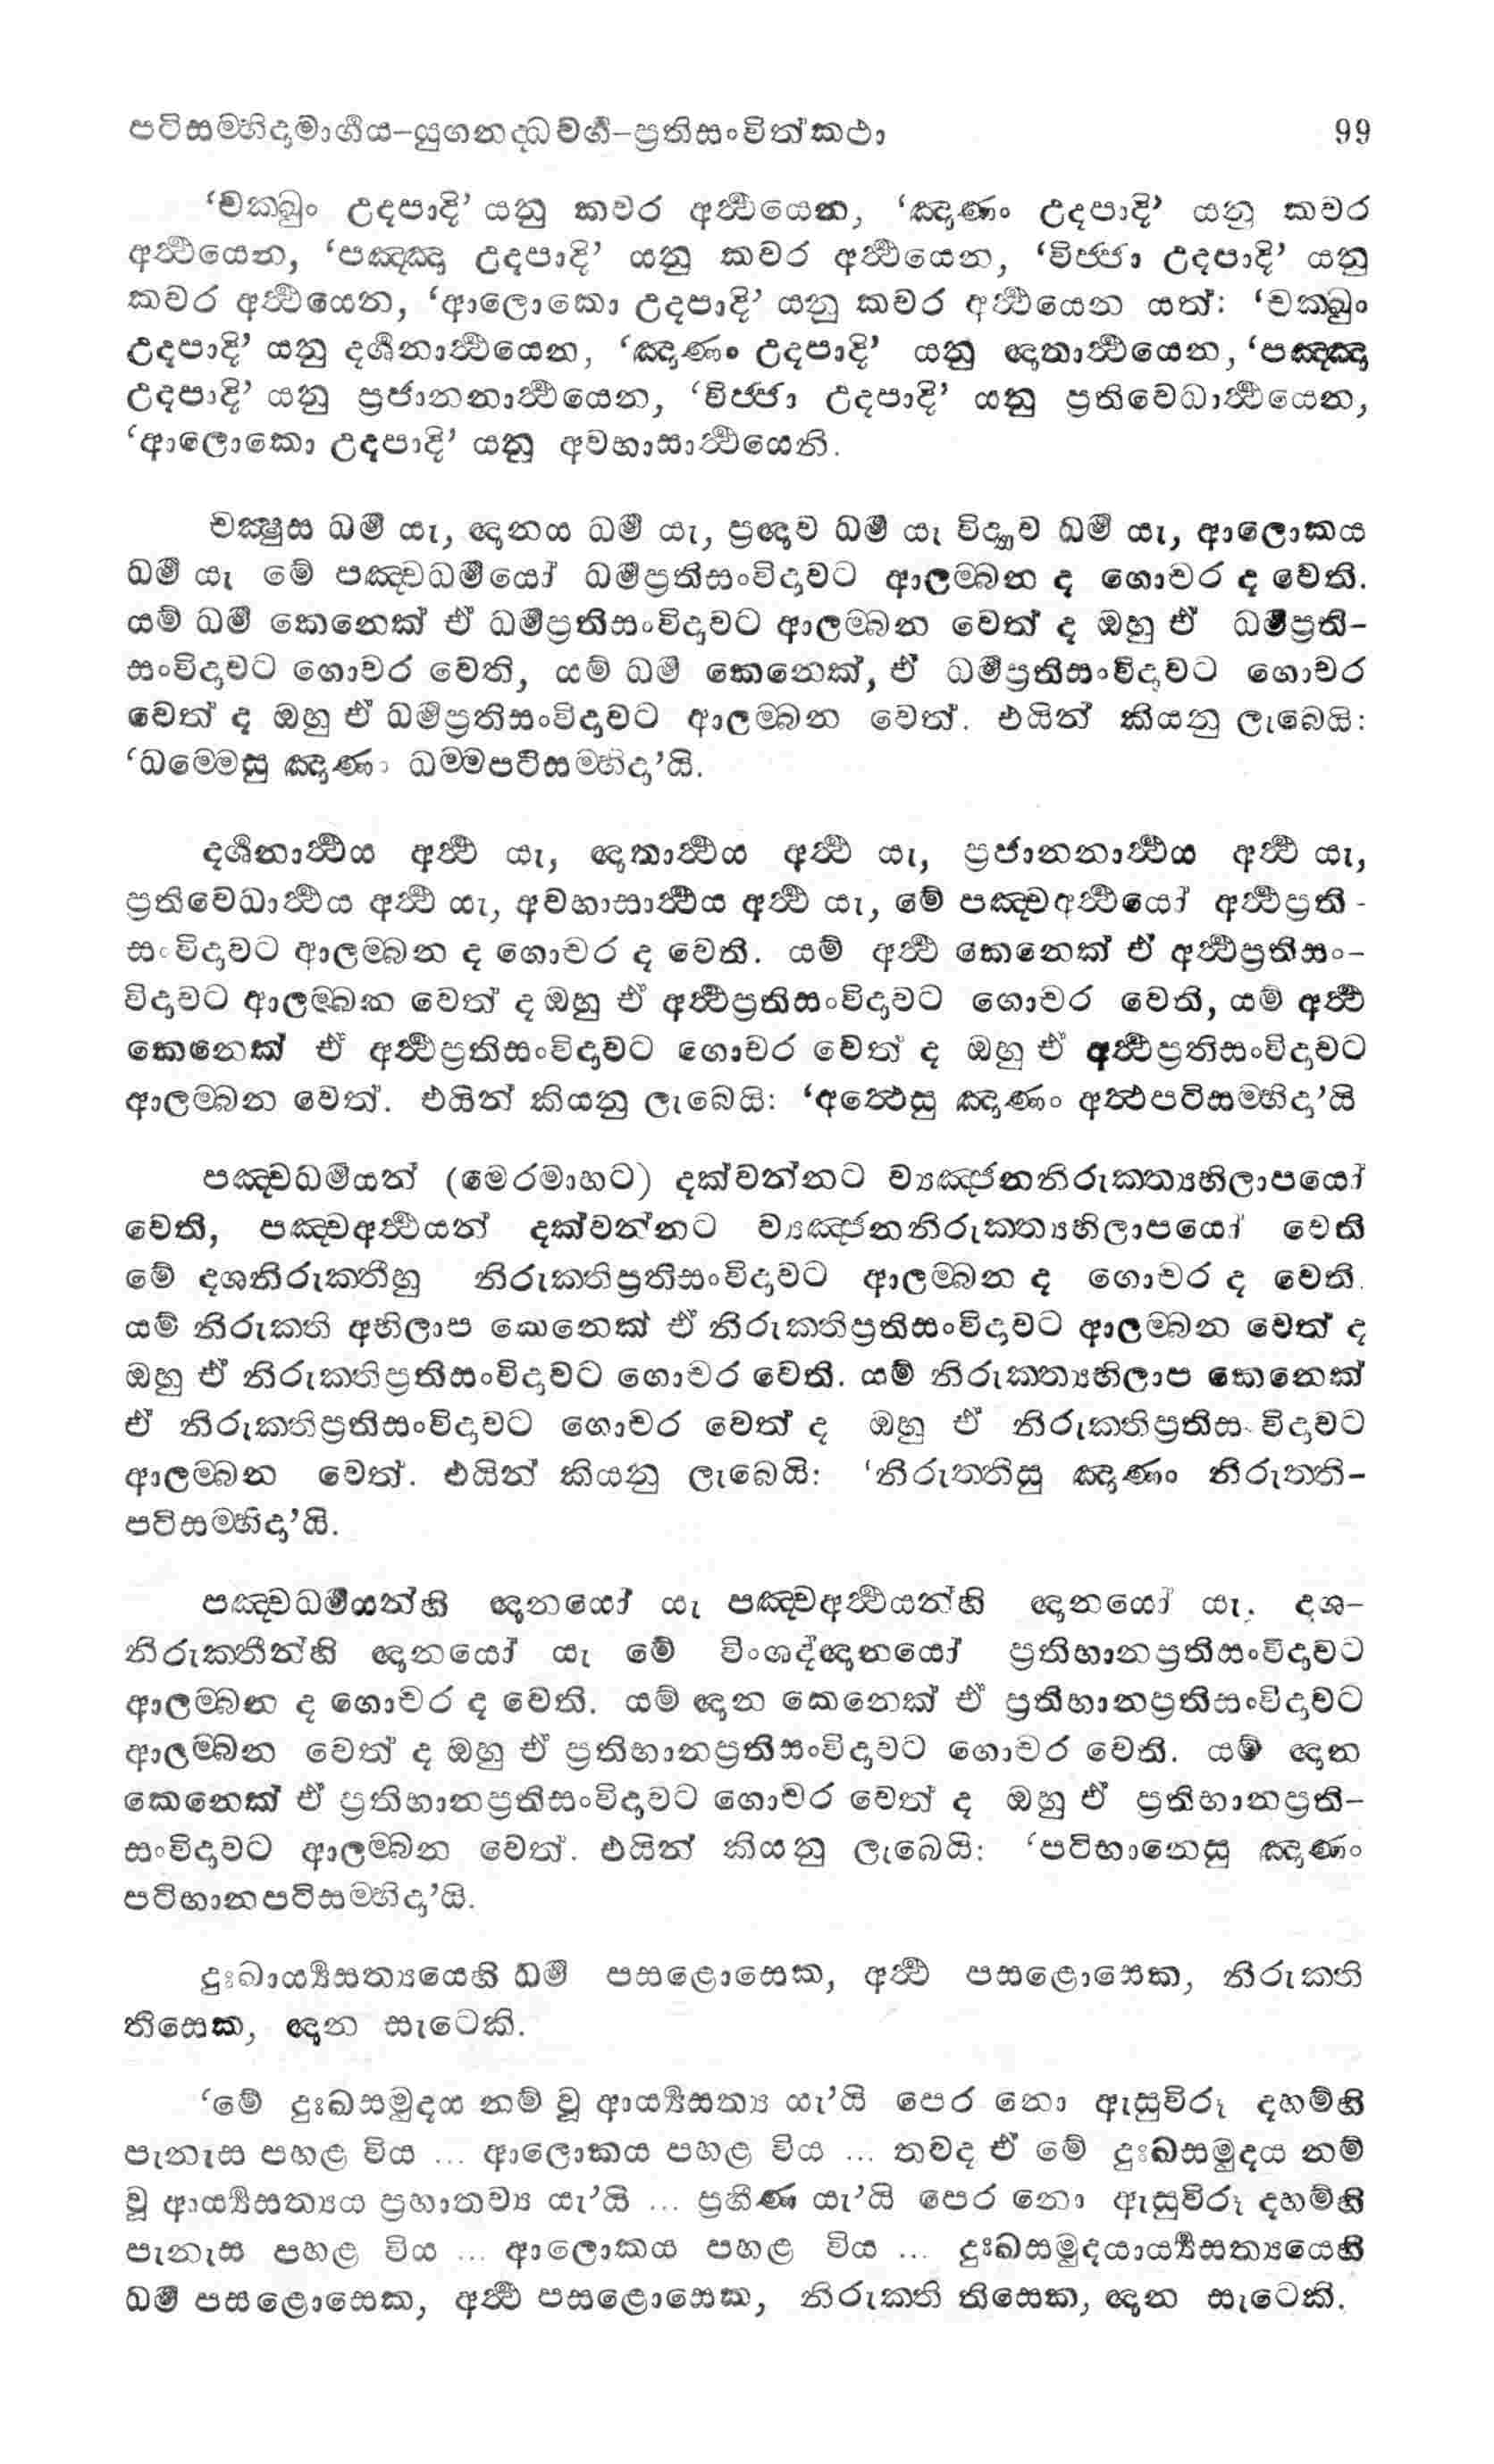 පටිසම්භිදාමාර්‍ගය–යුගනද්ධවර්‍ග–ප්‍රතිසංවිත්කථා 99
‘චක්ඛුං උදපාදි’ යනු කවර අර්‍ත්‍ථයෙන, ‘ඤාණං උදපාදි’ යනු කවර
අර්‍ත්‍ථයෙන, ‘පඤ්ඤා උදපාදි’ යනු කවර අර්‍ත්‍ථයෙන, ‘විජ්ජා උදපාදි’ යනු
කවර අර්‍ත්‍ථයෙන, ‘ආලොකො උදපාදි’ යනු කවර අර්‍ත්‍ථයෙන යත්: ‘චක්ඛුං
උදපාදි’ යනු දර්‍ශනාර්‍ත්‍ථයෙන, ‘ඤාණං උදපාදි’ යනු ඥාතාර්‍ත්‍ථයෙන, ‘පඤ්ඤා
උදපාදි’ යනු ප්‍රජානනාර්‍ත්‍ථයෙන, ‘විජ්ජා උදපාදි’ යනු ප්‍රතිවෙධාර්‍ත්‍ථයෙන,
‘ආලොකො උදපාදි’ යනු අවභාසාර්‍ත්‍ථයෙනි.
චක්‍ෂුස ධර්‍ම යැ, ඥානය ධර්‍ම යැ, ප්‍රඥාව ධර්‍ම යැ විද්‍යාව ධර්‍ම යැ, ආලොකය
ධර්‍ම යැ මේ පඤ්චධර්‍මයෝ ධර්‍මප්‍රතිසංවිදාවට ආලම්බන ද ගොචර ද වෙති.
යම් ධර්‍ම කෙනෙක් ඒ ධර්‍මප්‍රතිසංවිදාවට ආලම්බන වෙත් ද ඔහු ඒ ධර්‍මප්‍රති–
සංවිදාවට ගොචර වෙති, යම් ධර්‍ම කෙනෙක්, ඒ ධර්‍මප්‍රතිසංවිදාවට ගොචර
වෙත් ද ඔහු ඒ ධර්‍මප්‍රතිසංවිදාවට ආලම්බන වෙත්. එයින් කියනු ලැබෙයි:
‘ධම්මෙසු ඤාණං ධම්මපටිසම්භිදා’යි.
දර්‍ශනාර්‍ත්‍ථය අර්‍ත්‍ථ යැ, ඥාතාර්‍ත්‍ථය අර්‍ත්‍ථ යැ, ප්‍රජානනාර්‍ත්‍ථය අර්‍ත්‍ථ යැ,
ප්‍රතිවෙධාර්‍ත්‍ථය අර්‍ත්‍ථ යැ, අවභාසාර්‍ත්‍ථය අර්‍ත්‍ථ යැ, මේ පඤ්චඅර්‍ත්‍ථයෝ අර්‍ත්‍ථප්‍රති-
සංවිදාවට ආලම්බන ද ගොචර ද වෙති. යම් අර්‍ත්‍ථ කෙනෙක් ඒ අර්‍ත්‍ථප්‍රතිසං–
විදාවට ආලම්බන වෙත් ද ඔහු ඒ අර්‍ත්‍ථප්‍රතිසංවිදාවට ගොචර වෙති, යම් අර්‍ත්‍ථ
කෙනෙක් ඒ අර්‍ත්‍ථප්‍රතිසංවිදාවට ගොචර වෙත් ද ඔහු ඒ අර්‍ත්‍ථප්‍රතිසංවිදාවට
ආලම්බන වෙත්. එයින් කියනු ලැබෙයි: ‘අත්‍ථෙසු ඤාණං අත්‍ථපටිසම්භිදා’යි
පඤ්චධර්‍මයන් (මෙරමාහට) දක්වන්නට ව්‍යඤ්ජනනිරුක්ත්‍යභිලාපයෝ
වෙති, පඤ්චඅර්‍ත්‍ථයන් දක්වන්නට ව්‍යඤ්ජනනිරුක්ත්‍යභිලාපයෝ වෙති
මේ දශනිරුක්තීහු නිරුක්තිප්‍රතිසංවිදාවට ආලම්බන ද ගොචර ද වෙති.
යම් නිරුක්ති අභිලාප කෙනෙක් ඒ නිරුක්තිප්‍රතිසංවිදාවට ආලම්බන වෙත් ද
ඔහු ඒ නිරුක්තිප්‍රතිසංවිදාවට ගොචර වෙති. යම් නිරුක්ත්‍යභිලාප කෙනෙක්
ඒ නිරුක්තිප්‍රතිසංවිදාවට ගොචර වෙත් ද ඔහු ඒ නිරුක්තිප්‍රතිසංවිදාවට
ආලම්බන වෙත්. එයින් කියනු ලැබෙයි: ‘නිරුත්තිසු ඤාණං නිරුත්ති–
පටිසම්භිදා’යි.
පඤ්චධර්‍මයන්හි ඥානයෝ යැ පඤ්චඅර්‍ත්‍ථයන්හි ඥානයෝ යැ, දශ–
නිරුක්තීන්හි ඥානයෝ යැ මේ විංශද්ඥානයෝ ප්‍රතිභානප්‍රතිසංවිදාවට
ආලම්බන ද ගොචර ද වෙති. යම් ඥාන කෙනෙක් ඒ ප්‍රතිභානප්‍රතිසංවිදාවට
ආලම්බන වෙත් ද ඔහු ඒ ප්‍රතිභානප්‍රතිසංවිදාවට ගොචර වෙති. යම් ඥාන
කෙනෙක් ඒ ප්‍රතිභානප්‍රතිසංවිදාවට ගොචර වෙත් ද ඔහු ඒ ප්‍රතිභානප්‍රති–
සංවිදාවට ආලම්බන වෙත්. එයින් කියනු ලැබෙයි: ‘පටිභානෙසු ඤාණං
පටිභානපටිසම්භිදා’යි.
දුඃඛාර්‍ය්‍යසත්‍යයෙහි ධර්‍ම පසළොසෙක, අර්‍ත්‍ථ පසළොසෙක, නිරුක්ති
තිසෙක, ඥාන සැටෙකි.
‘මේ දුඃඛසමුදය නම් වූ ආර්‍ය්‍යසත්‍ය යැ’යි පෙර නො ඇසුවිරූ දහම්හි
පැනැස පහළ විය ... ආලොකය පහළ විය ... තවද ඒ මේ දුඃඛසමුදය නම්
වූ ආර්‍ය්‍යසත්‍යය ප්‍රහාතව්‍ය යැ’යි ... ප්‍රහීණ යැ’යි පෙර නො ඇසුවිරූ දහම්හි
පැනැස පහළ විය ... ආලොකය පහළ විය ... දුඃඛසමුදයාර්‍ය්‍යසත්‍යයෙහි
ධර්‍ම පසළොසෙක, අර්‍ත්‍ථ පසළොසෙක, නිරුක්ති තිසෙක, ඥාන සැටෙකි.